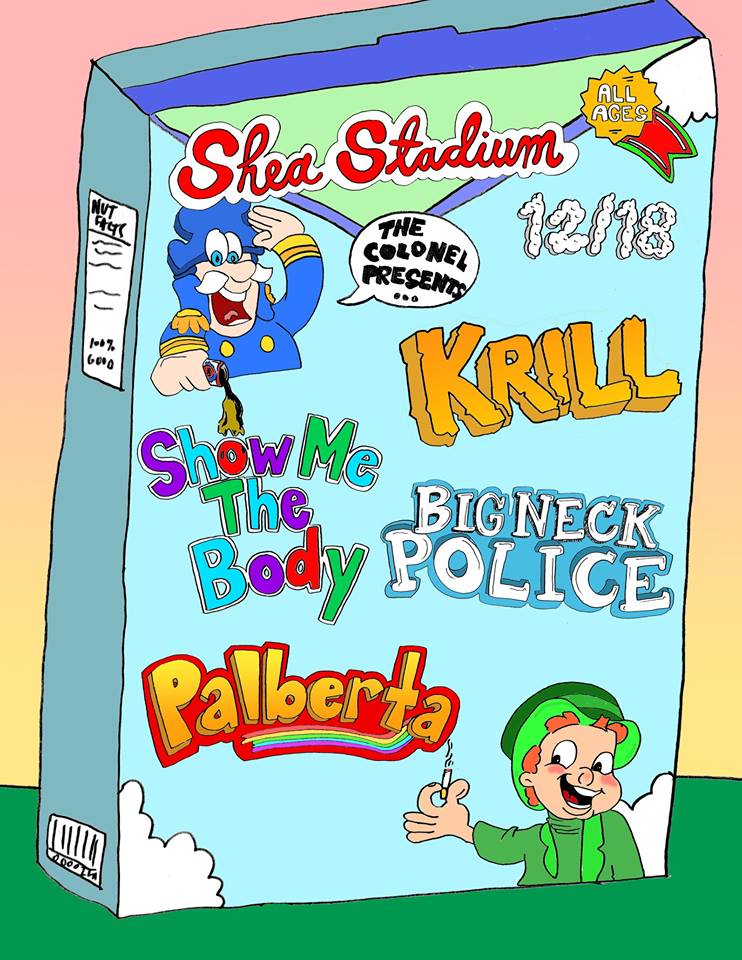 Shea Stadium
ALL
AGES
12/18
NUT
FACTS
100%
GOOD
THE
COLONEL
PRESENTS
...
KRILL
Show Me
The
Body
BIG NECK
POLICE
Palberta